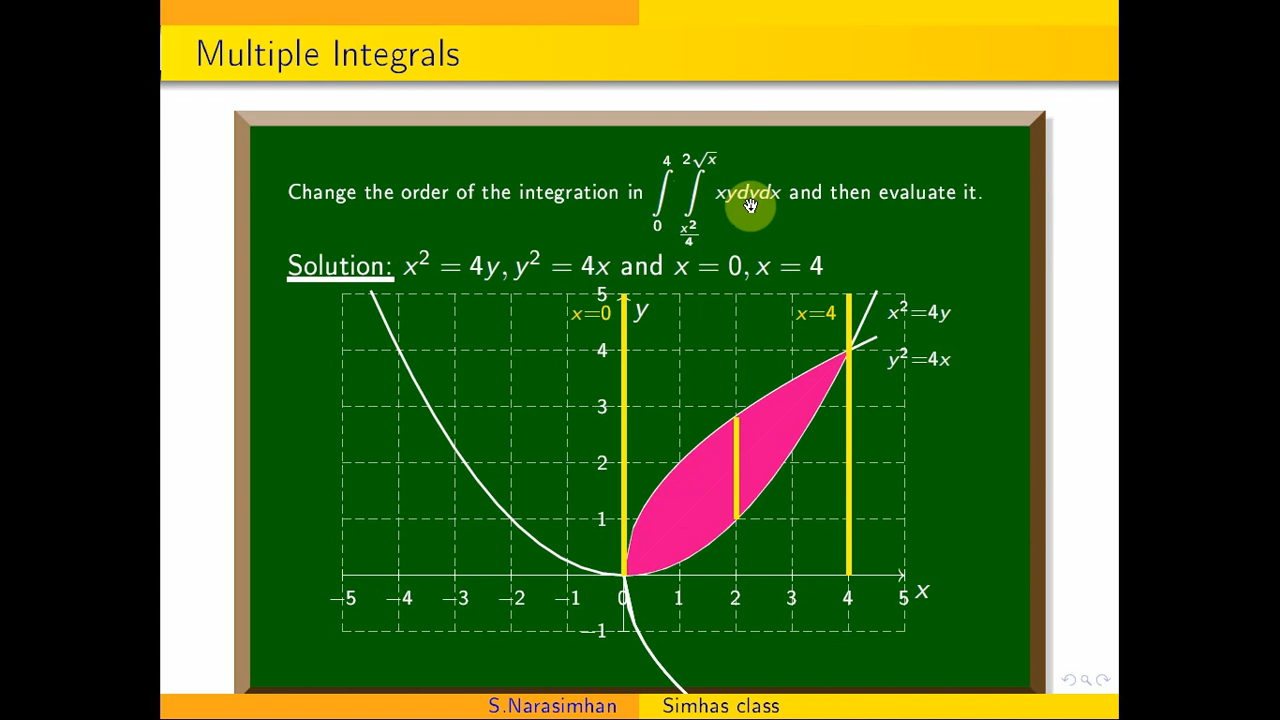 Multiple Integrals
Change the order of the integration in ∫₀⁴ ∫_{x²/4}^{2√x} xydydx and then evaluate it.
Solution: x² = 4y, y² = 4x and x = 0, x = 4
5
x=0
y
x=4
x²=4y
4
y²=4x
3
2
1
−5 −4 −3 −2 −1 0 1 2 3 4 5 x
−1
S.Narasimhan Simhas class